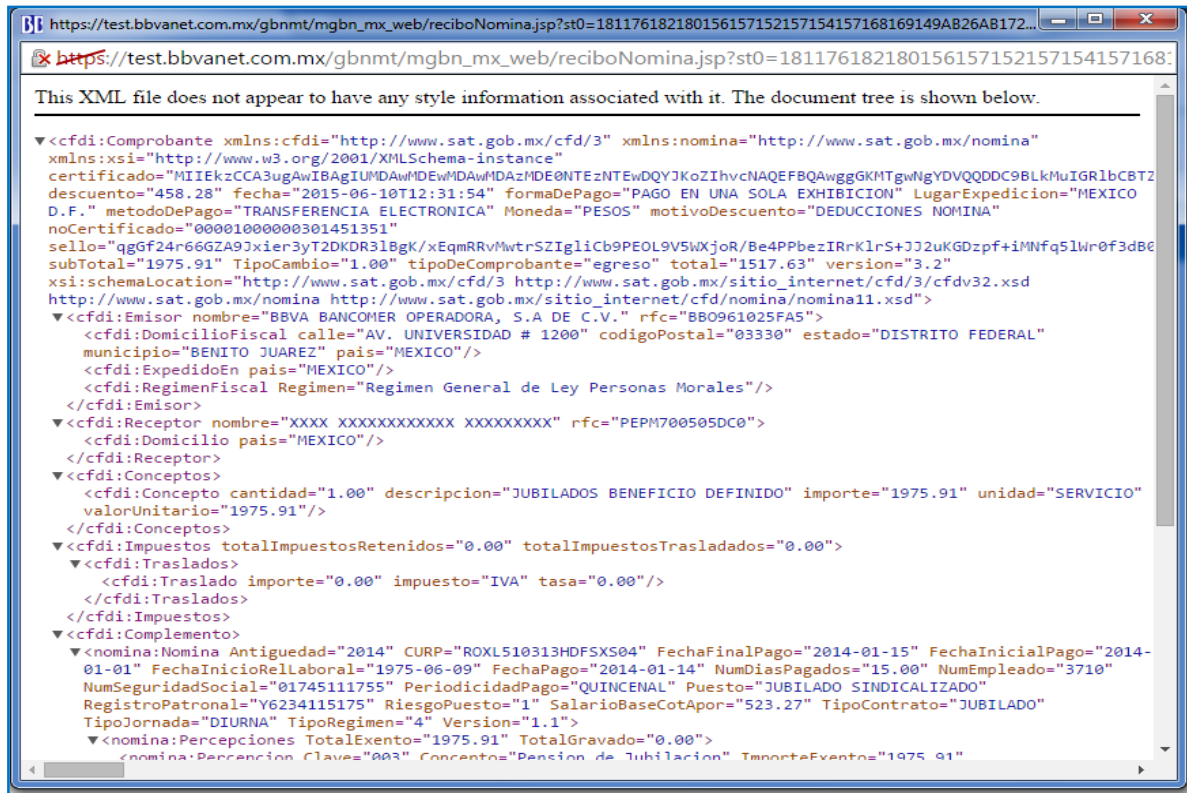 https://test.bbvanet.com.mx/gbnmt/mgbn_mx_web/reciboNomina.jsp?st0=18117618218015615715215715415716816­9149AB26AB172...
https://test.bbvanet.com.mx/gbnmt/mgbn_mx_web/reciboNomina.jsp?st0=181176182180156157152157154157168:
This XML file does not appear to have any style information associated with it. The document tree is shown below.
▼<cfdi:Comprobante xmlns:cfdi="http://www.sat.gob.mx/cfd/3" xmlns:nomina="http://www.sat.gob.mx/nomina"
xmlns:xsi="http://www.w3.org/2001/XMLSchema-instance"
certificado="MIIEkzCCA3ugAwIBAgIUMDAwMDEwMDAwMDAzMDE0NTEzNTEwDQYJKoZIhvcNAQEFBQAwggGKMTgwNgYDVQQDDC9BLkMuIGRlbCBTZ
descuento="458.28" fecha="2015-06-10T12:31:54" formaDePago="PAGO EN UNA SOLA EXHIBICION" LugarExpedicion="MEXICO
D.F." metodoDePago="TRANSFERENCIA ELECTRONICA" Moneda="PESOS" motivoDescuento="DEDUCCIONES NOMINA"
noCertificado="00001000000301451351"
sello="qgGf24r66GZA9Jxier3yT2DKDR3lBgK/xEqmRRvMwtrSZIgliCb9PEOL9V5WXjoR/Be4PPbezIRrKlrS+JJ2uKGDzpf+iMNfq5lWr0f3dB0
subTotal="1975.91" TipoCambio="1.00" tipoDeComprobante="egreso" total="1517.63" version="3.2"
xsi:schemaLocation="http://www.sat.gob.mx/cfd/3 http://www.sat.gob.mx/sitio_internet/cfd/3/cfdv32.xsd
http://www.sat.gob.mx/nomina http://www.sat.gob.mx/sitio_internet/cfd/nomina/nomina11.xsd">
▼<cfdi:Emisor nombre="BBVA BANCOMER OPERADORA, S.A DE C.V." rfc="BBO961025FA5">
<cfdi:DomicilioFiscal calle="AV. UNIVERSIDAD # 1200" codigoPostal="03330" estado="DISTRITO FEDERAL"
municipio="BENITO JUAREZ" pais="MEXICO"/>
<cfdi:ExpedidoEn pais="MEXICO"/>
<cfdi:RegimenFiscal Regimen="Regimen General de Ley Personas Morales"/>
</cfdi:Emisor>
▼<cfdi:Receptor nombre="XXXX XXXXXXXXXXXX XXXXXXXXX" rfc="PEPM700505DC0">
<cfdi:Domicilio pais="MEXICO"/>
</cfdi:Receptor>
▼<cfdi:Conceptos>
<cfdi:Concepto cantidad="1.00" descripcion="JUBILADOS BENEFICIO DEFINIDO" importe="1975.91" unidad="SERVICIO"
valorUnitario="1975.91"/>
</cfdi:Conceptos>
▼<cfdi:Impuestos totalImpuestosRetenidos="0.00" totalImpuestosTrasladados="0.00">
▼<cfdi:Traslados>
<cfdi:Traslado importe="0.00" impuesto="IVA" tasa="0.00"/>
</cfdi:Traslados>
</cfdi:Impuestos>
▼<cfdi:Complemento>
▼<nomina:Nomina Antiguedad="2014" CURP="ROXL510313HDFSXS04" FechaFinalPago="2014-01-15" FechaInicialPago="2014-
01-01" FechaInicioRelLaboral="1975-06-09" FechaPago="2014-01-14" NumDiasPagados="15.00" NumEmpleado="3710"
NumSeguridadSocial="01745111755" PeriodicidadPago="QUINCENAL" Puesto="JUBILADO SINDICALIZADO"
RegistroPatronal="Y6234115175" RiesgoPuesto="1" SalarioBaseCotApor="523.27" TipoContrato="JUBILADO"
TipoJornada="DIURNA" TipoRegimen="4" Version="1.1">
▼<nomina:Percepciones TotalExento="1975.91" TotalGravado="0.00">
<nomina:Percepcion Clave="003" Concepto="Pension de Jubilacion" ImporteExento="1975.91"